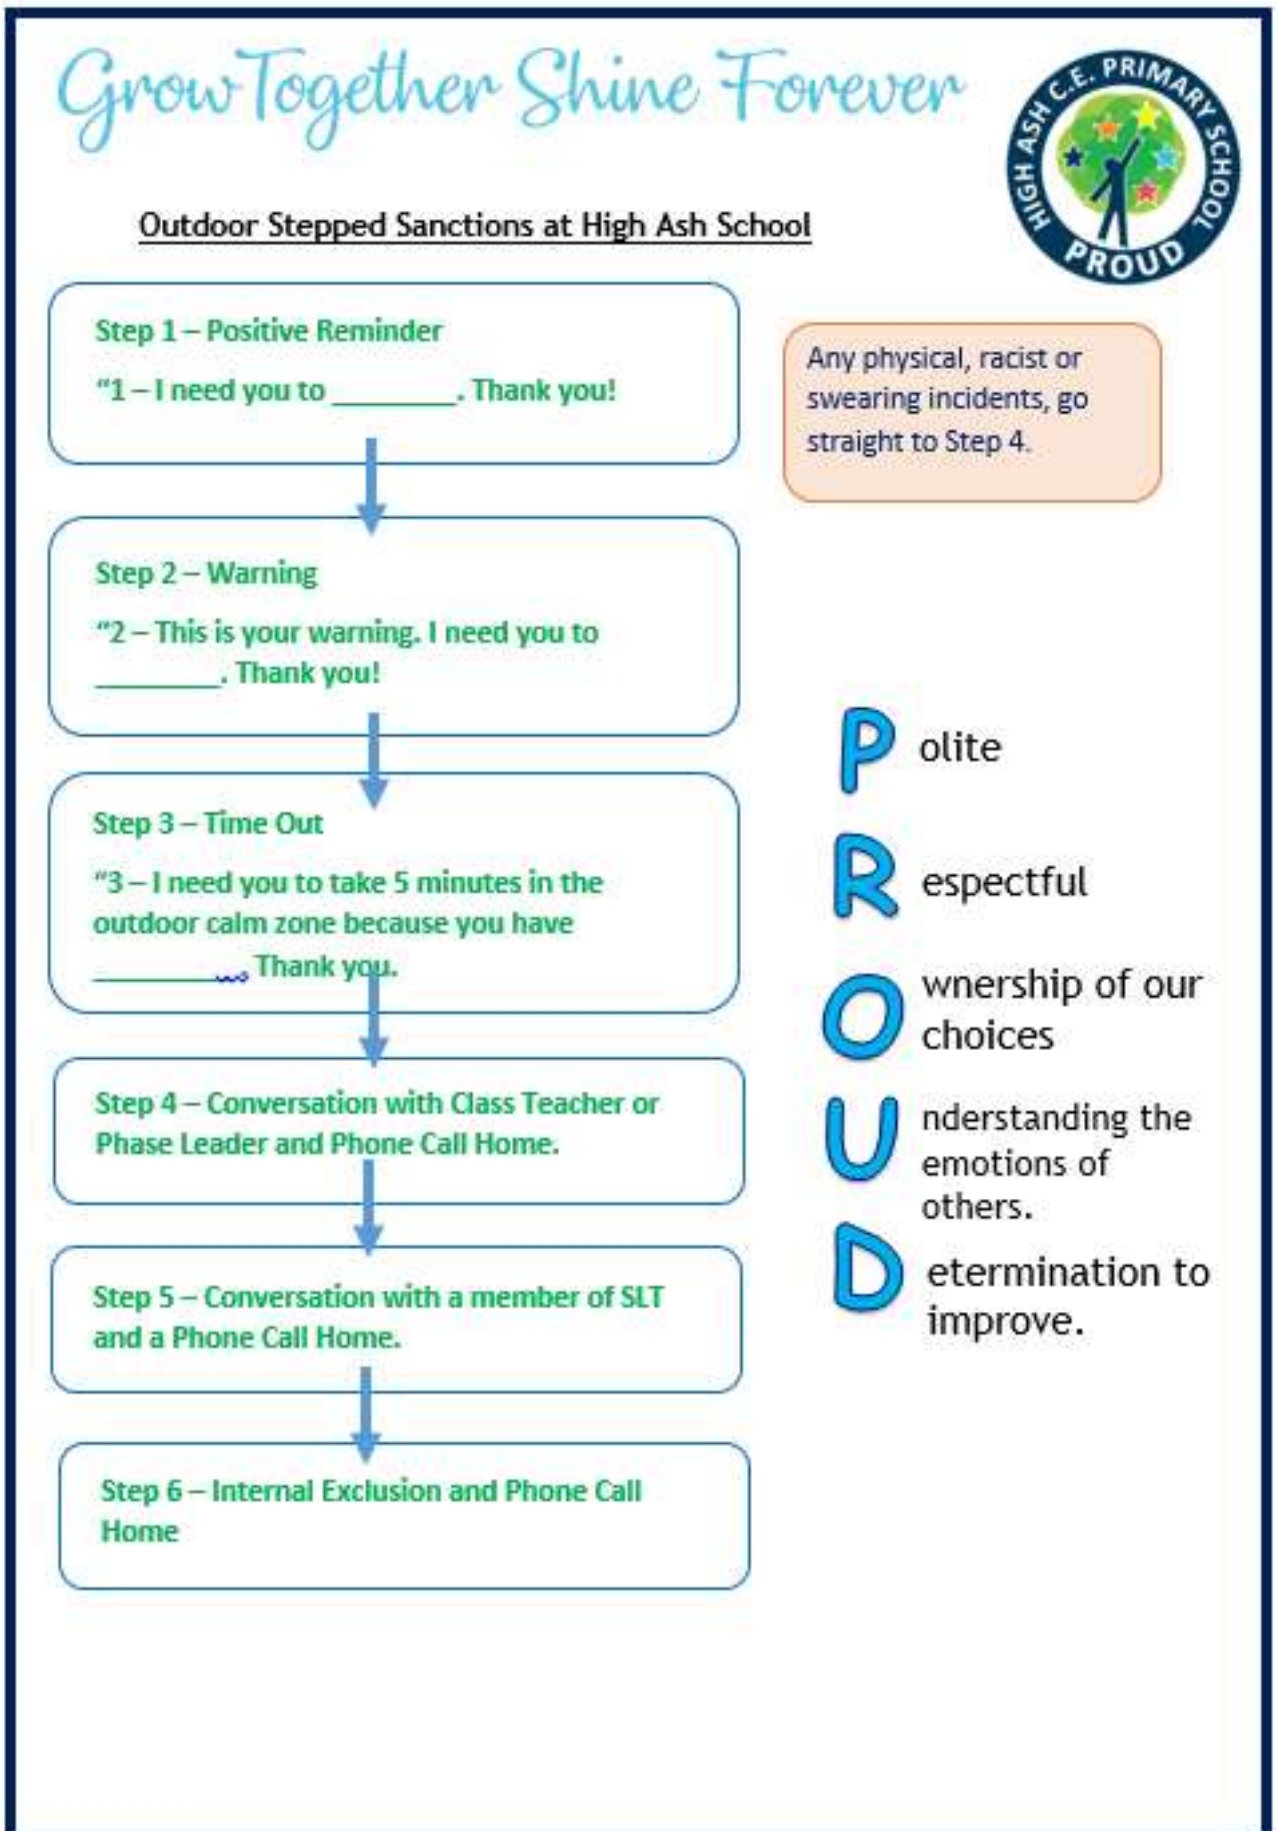 Grow Together Shine Forever
HIGH ASH C.E. PRIMARY SCHOOL
PROUD
Outdoor Stepped Sanctions at High Ash School
Step 1 – Positive Reminder
“1 – I need you to ________. Thank you!
Any physical, racist or
swearing incidents, go
straight to Step 4.
Step 2 – Warning
“2 – This is your warning. I need you to
________. Thank you!
Step 3 – Time Out
“3 – I need you to take 5 minutes in the
outdoor calm zone because you have
________. Thank you.
Step 4 – Conversation with Class Teacher or
Phase Leader and Phone Call Home.
Step 5 – Conversation with a member of SLT
and a Phone Call Home.
Step 6 – Internal Exclusion and Phone Call
Home
Polite
Respectful
Ownership of our
choices
Understanding the
emotions of
others.
Determination to
improve.